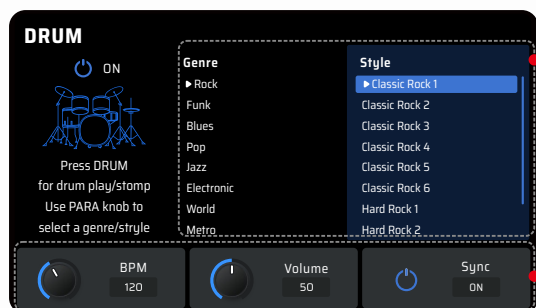 DRUM
ON
Press DRUM
for drum play/stomp
Use PARA knob to
select a genre/stryle
Genre
Rock
Funk
Blues
Pop
Jazz
Electronic
World
Metro
Style
Classic Rock 1
Classic Rock 2
Classic Rock 3
Classic Rock 4
Classic Rock 5
Classic Rock 6
Hard Rock 1
Hard Rock 2
BPM
120
Volume
50
Sync
ON